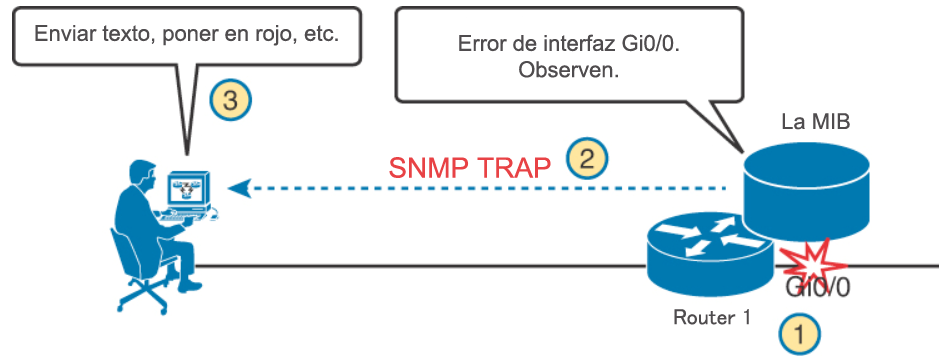 Enviar texto, poner en rojo, etc.
Error de interfaz Gi0/0.
Observen.
3
La MIB
SNMP TRAP
2
Gi0/0
Router 1
1